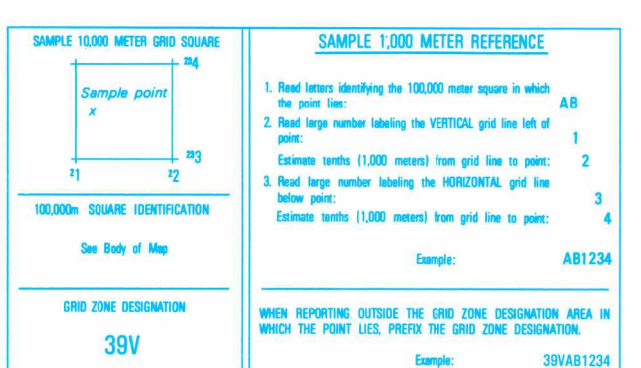 SAMPLE 10,000 METER GRID SQUARE
²³4
Sample point
x
²³3
²1
²2
100,000m SQUARE IDENTIFICATION
See Body of Map
GRID ZONE DESIGNATION
39V
SAMPLE 1,000 METER REFERENCE
1. Read letters identifying the 100,000 meter square in which
the point lies: AB
2. Read large number labeling the VERTICAL grid line left of
point: 1
Estimate tenths (1,000 meters) from grid line to point: 2
3. Read large number labeling the HORIZONTAL grid line
below point: 3
Estimate tenths (1,000 meters) from grid line to point: 4
Example: AB1234
WHEN REPORTING OUTSIDE THE GRID ZONE DESIGNATION AREA IN
WHICH THE POINT LIES, PREFIX THE GRID ZONE DESIGNATION.
Example: 39VAB1234